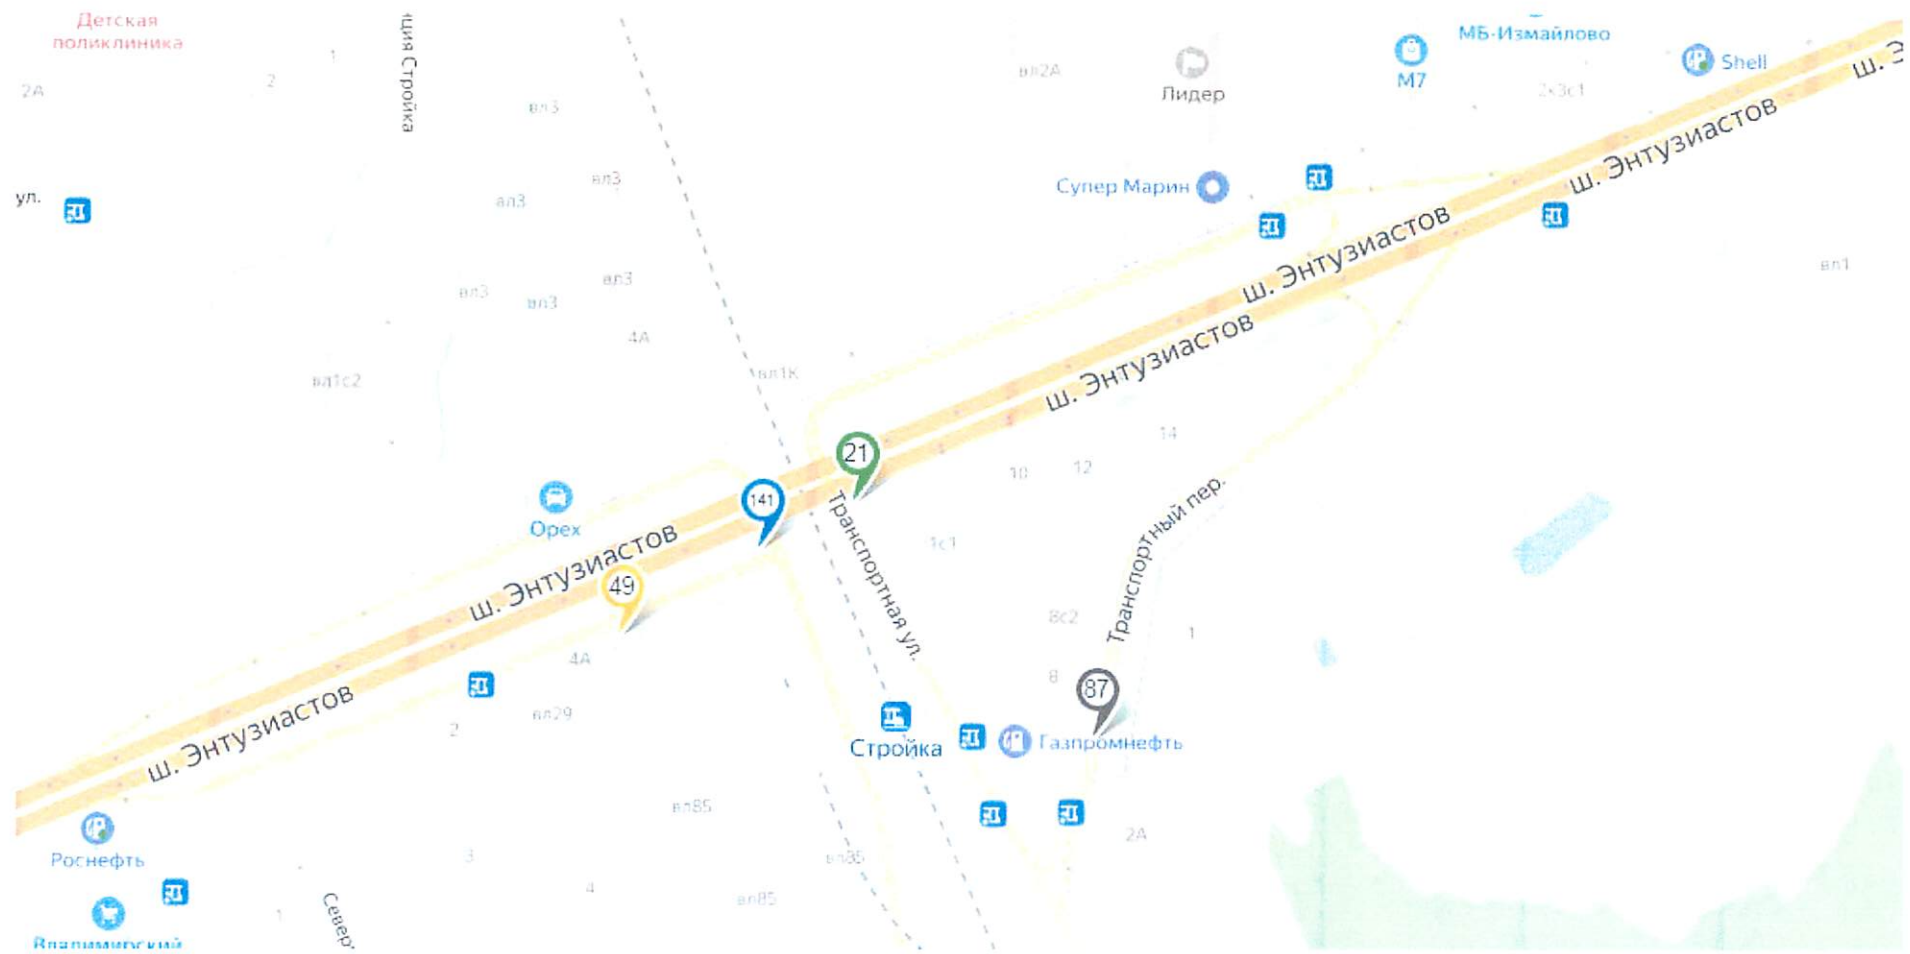 Детская
поликлиника
ция Стройка
МБ-Измайлово
2А
2
1
вл3
вл2А
Лидер
М7
2к3с1
Shell
ш. Э
ул.
вл3
вл3
Супер Марин
ш. Энтузиастов
вл3
вл3
вл3
ш. Энтузиастов
вл1
4А
ш. Энтузиастов
вл1с2
вл1К
21
14
10
12
141
Орех
Транспортная ул.
1с1
Транспортный пер.
ш. Энтузиастов
49
4А
8с2
1
8
87
ш. Энтузиастов
2
вл29
Стройка
Газпромнефть
вл85
2А
Роснефть
3
вл85
4
вл85
1
Север
Владимирский